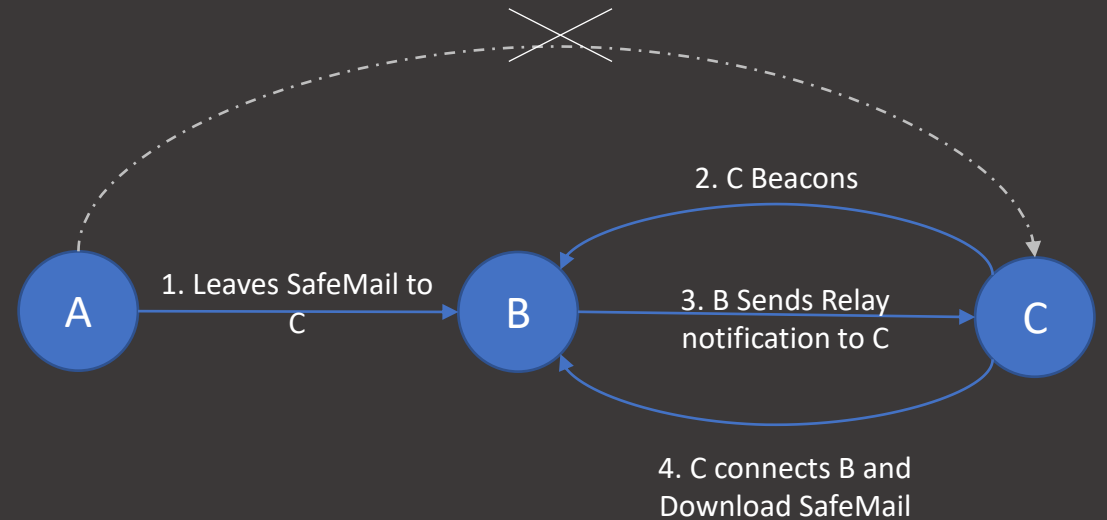 2. C Beacons
A
1. Leaves SafeMail to
C
B
3. B Sends Relay
notification to C
C
4. C connects B and
Download SafeMail